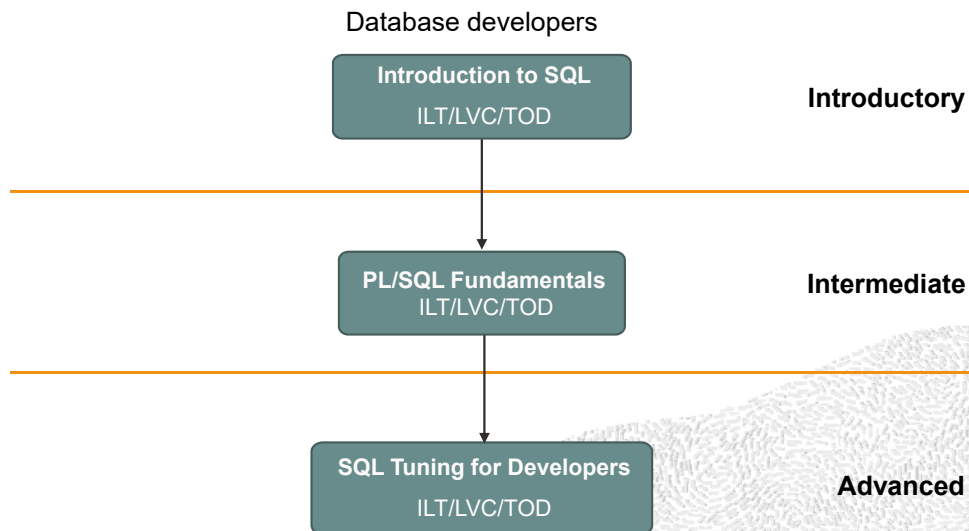 Database developers
Introduction to SQL
ILT/LVC/TOD
Introductory
PL/SQL Fundamentals
ILT/LVC/TOD
Intermediate
SQL Tuning for Developers
ILT/LVC/TOD
Advanced